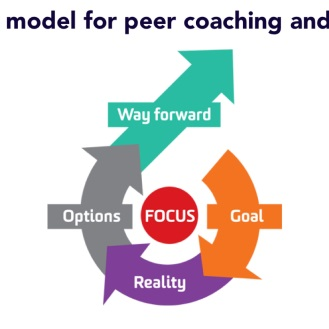 model for peer coaching and
Way forward
Options
FOCUS
Goal
Reality